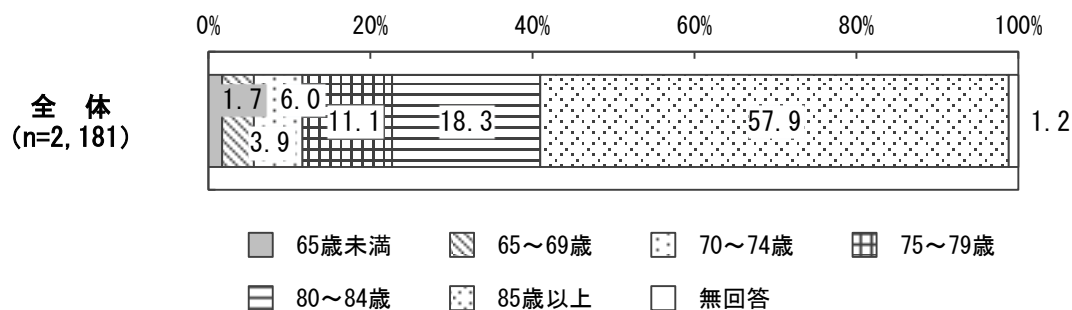 0% 20% 40% 60% 80% 100%
全 体
(n=2,181)
1.7 6.0
3.9 11.1 18.3 57.9 1.2
65歳未満 65～69歳 70～74歳 75～79歳
80～84歳 85歳以上 無回答